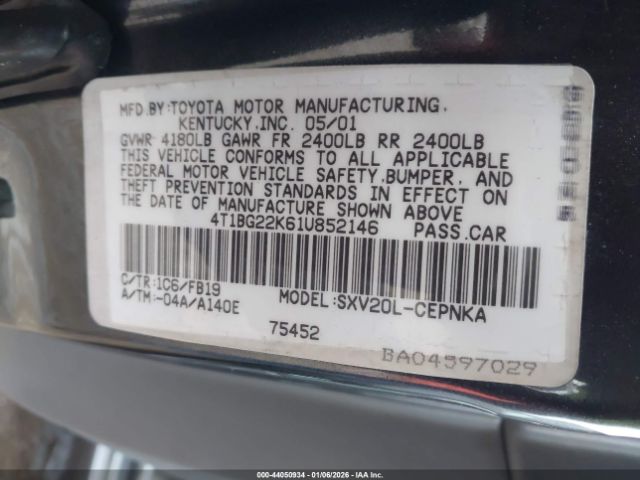 MFD.BY:TOYOTA MOTOR MANUFACTURING.
KENTUCKY.INC. 05/01
GVWR 4180LB GAWR FR 2400LB RR 2400LB
THIS VEHICLE CONFORMS TO ALL APPLICABLE
FEDERAL MOTOR VEHICLE SAFETY.BUMPER. AND
THEFT PREVENTION STANDARDS IN EFFECT ON
THE DATE OF MANUFACTURE SHOWN ABOVE
4T1BG22K61U852146 PASS.CAR
C/TR:1C6/FB19
A/TM:-04A/A140E
MODEL:SXV20L-CEPNKA
75452
BA04597029
000-44050934 - 01/06/2026 - IAAI.COM